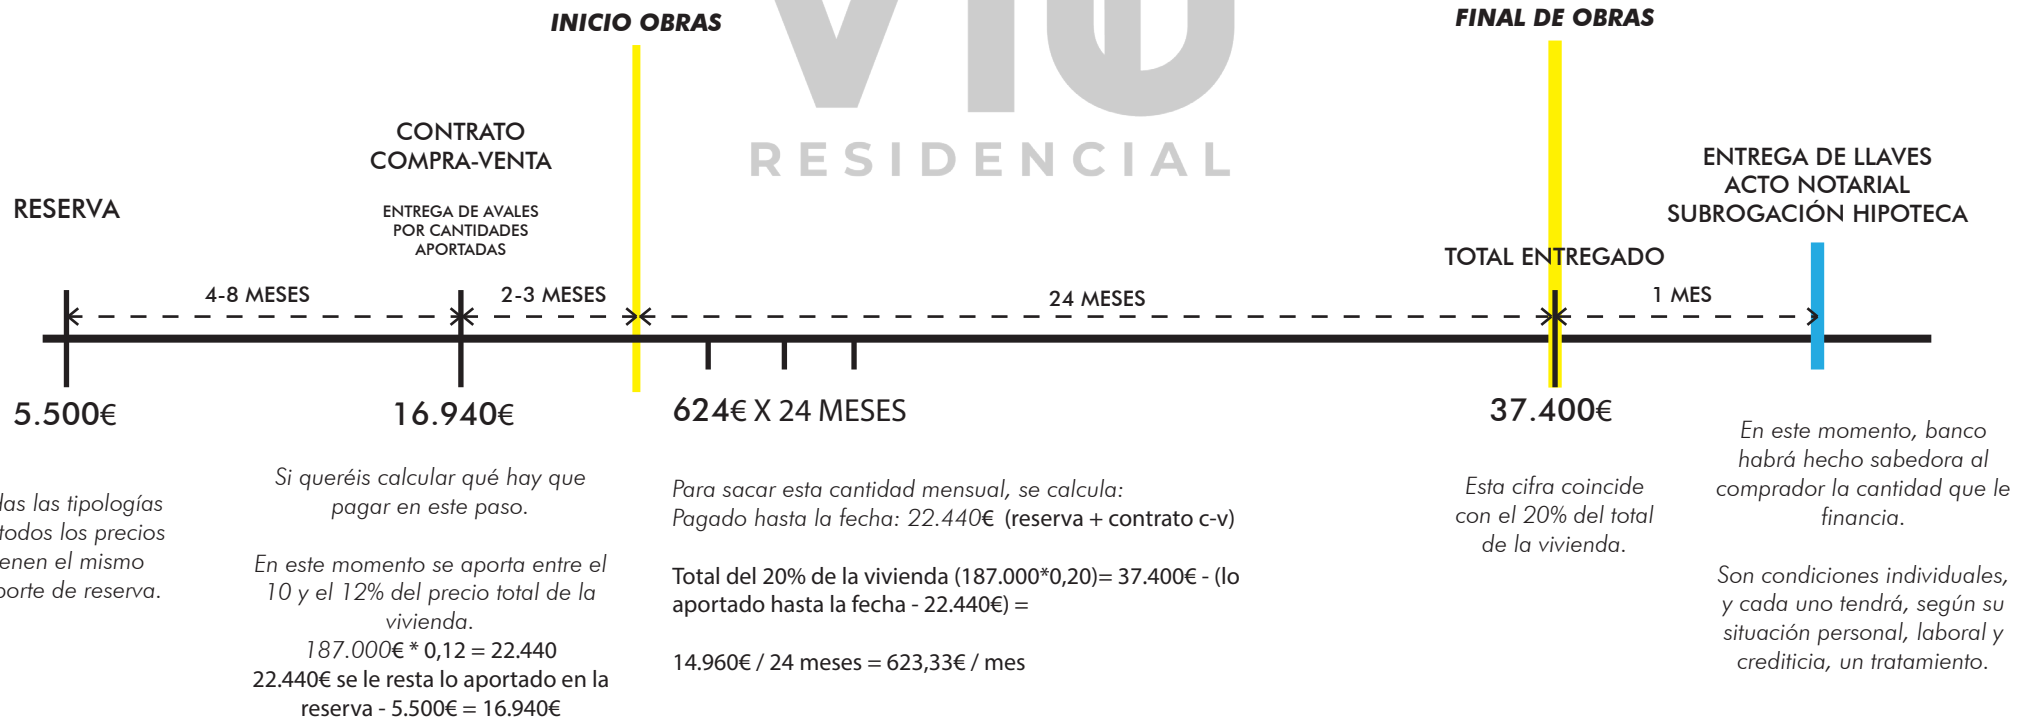 INICIO OBRAS
FINAL DE OBRAS
RESIDENCIAL
CONTRATO
COMPRA-VENTA
ENTREGA DE AVALES
POR CANTIDADES
APORTADAS
RESERVA
ENTREGA DE LLAVES
ACTO NOTARIAL
SUBROGACIÓN HIPOTECA
TOTAL ENTREGADO
4-8 MESES
2-3 MESES
24 MESES
1 MES
5.500€
16.940€
624€ X 24 MESES
37.400€
las tipologías
todos los precios
mismo
de reserva.
Si queréis calcular qué hay que
pagar en este paso.
En este momento se aporta entre el
10 y el 12% del precio total de la
vivienda.
187.000€ * 0,12 = 22.440
22.440€ se le resta lo aportado en la
reserva - 5.500€ = 16.940€
Para sacar esta cantidad mensual, se calcula:
Pagado hasta la fecha: 22.440€ (reserva + contrato c-v)
Total del 20% de la vivienda (187.000*0,20)= 37.400€ - (lo
aportado hasta la fecha - 22.440€) =
14.960€ / 24 meses = 623,33€ / mes
Esta cifra coincide
con el 20% del total
de la vivienda.
En este momento, banco
habrá hecho sabedora al
comprador la cantidad que le
financia.
Son condiciones individuales,
y cada uno tendrá, según su
situación personal, laboral y
crediticia, un tratamiento.